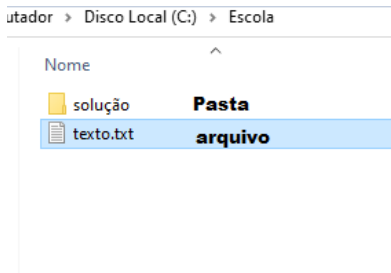 utador > Disco Local (C:) > Escola
Nome
solução Pasta
texto.txt arquivo